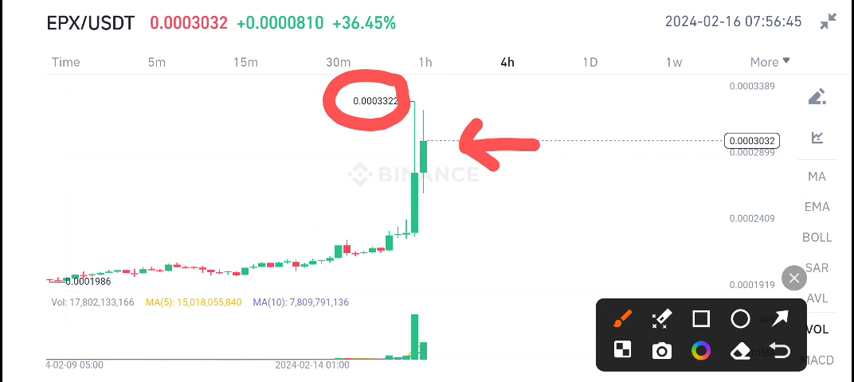 EPX/USDT 0.0003032 +0.0000810 +36.45% 2024-02-16 07:56:45
Time 5m 15m 30m 1h 4h 1D 1w More
0.0003322
0.0003389
0.0003032
0.0002899
BINANCE
MA
EMA
0.0002409
BOLL
SAR
0.0001986
0.0001919
AVL
Vol: 17,802,133,166 MA(5): 15,018,055,840 MA(10): 7,809,791,136
VOL
MACD
4-02-09 05:00 2024-02-14 01:00